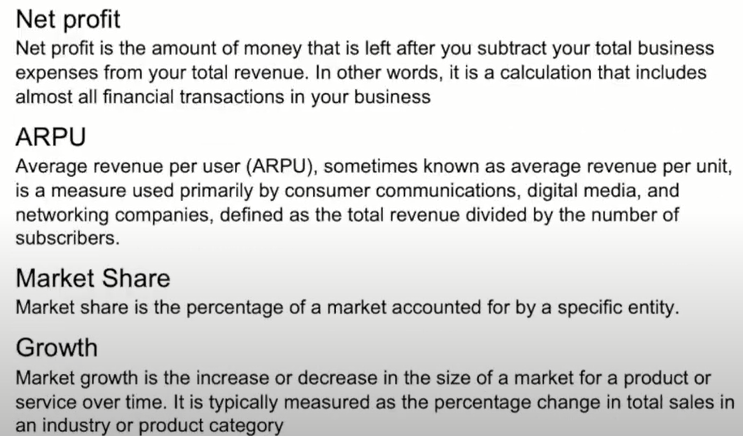 Net profit
Net profit is the amount of money that is left after you subtract your total business
expenses from your total revenue. In other words, it is a calculation that includes
almost all financial transactions in your business
ARPU
Average revenue per user (ARPU), sometimes known as average revenue per unit,
is a measure used primarily by consumer communications, digital media, and
networking companies, defined as the total revenue divided by the number of
subscribers.
Market Share
Market share is the percentage of a market accounted for by a specific entity.
Growth
Market growth is the increase or decrease in the size of a market for a product or
service over time. It is typically measured as the percentage change in total sales in
an industry or product category